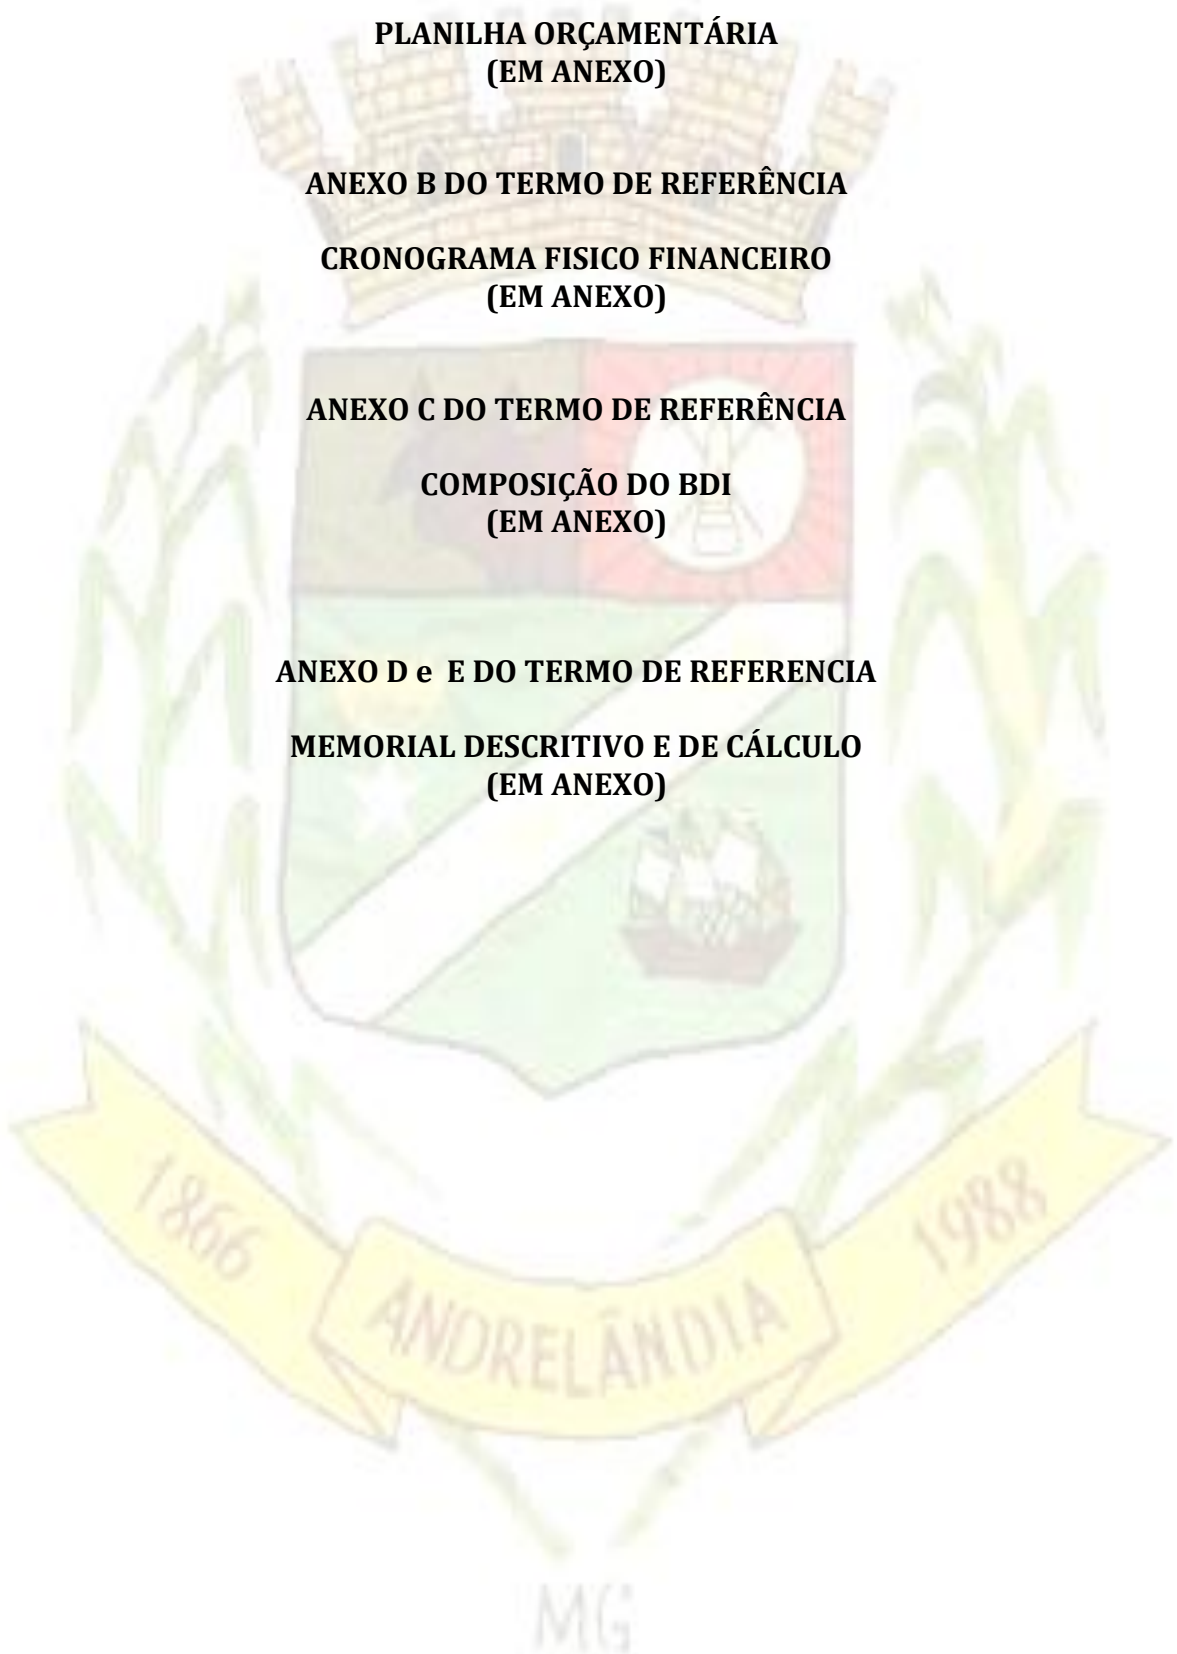 PLANILHA ORÇAMENTÁRIA
(EM ANEXO)
ANEXO B DO TERMO DE REFERÊNCIA
CRONOGRAMA FISICO FINANCEIRO
(EM ANEXO)
ANEXO C DO TERMO DE REFERÊNCIA
COMPOSIÇÃO DO BDI
(EM ANEXO)
ANEXO D e E DO TERMO DE REFERENCIA
MEMORIAL DESCRITIVO E DE CÁLCULO
(EM ANEXO)
1866
ANDRELÂNDIA
1988
MG